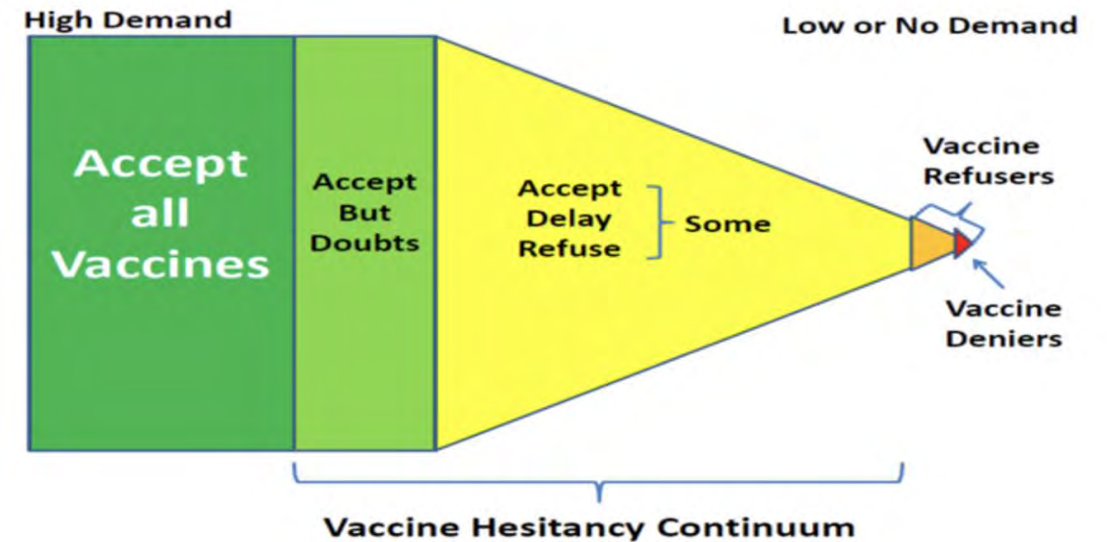 High Demand
Low or No Demand
Accept
all
Vaccines
Accept
But
Doubts
Accept
Delay
Refuse
Some
Vaccine
Refusers
Vaccine
Deniers
Vaccine Hesitancy Continuum